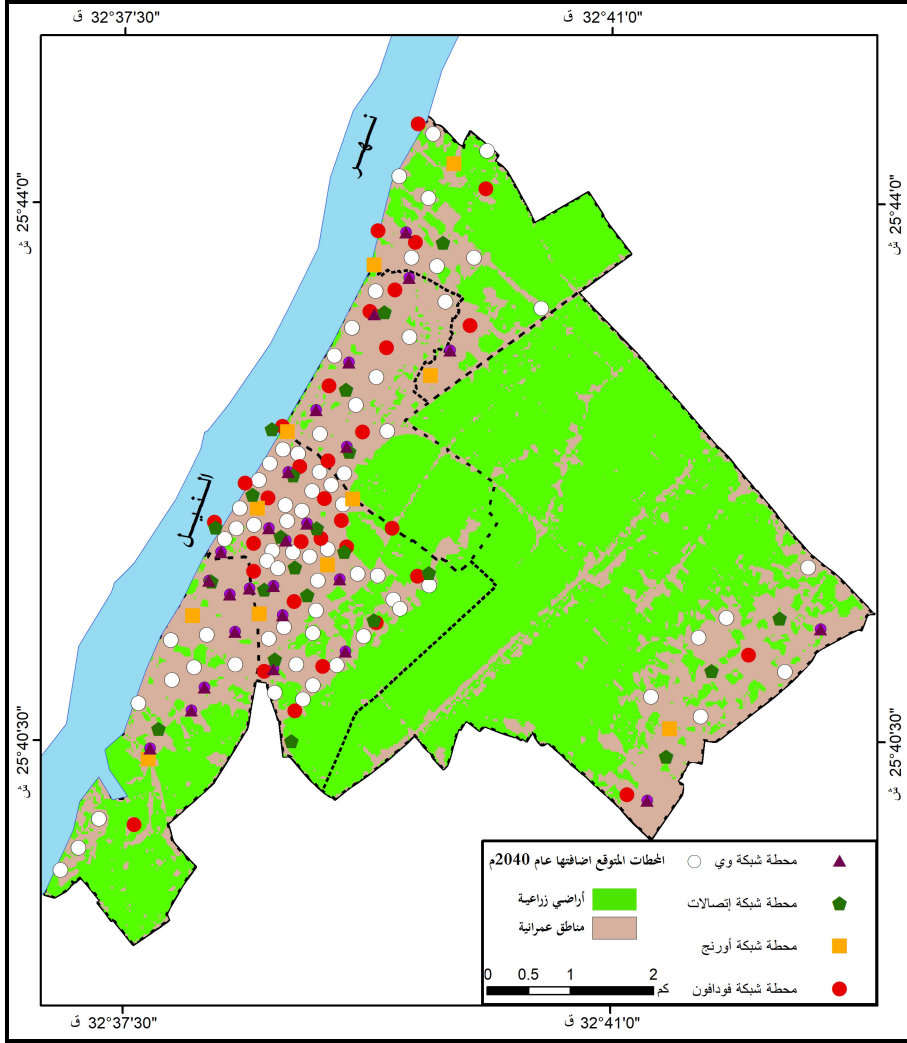 32°37'30" ق
32°41'0" ق
25°44'0" ش
25°44'0" ش
نهر
النيل
25°40'30" ش
25°40'30" ش
محطة شبكة وي
المحطات المتوقع اضافتها عام 2040م
محطة شبكة إتصالات
أراضي زراعية
محطة شبكة أورنج
مناطق عمرانية
محطة شبكة فودافون
0 0.5 1 2 كم
32°37'30" ق
32°41'0" ق